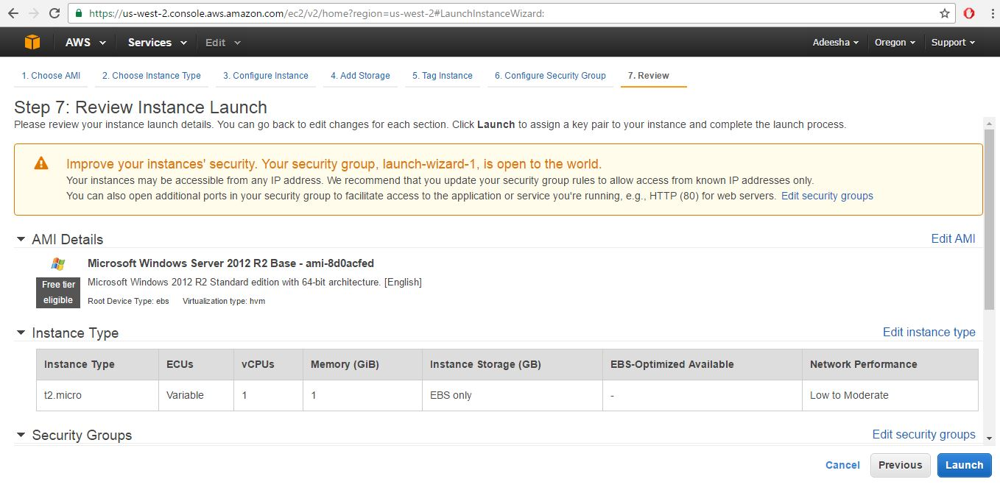 https://us-west-2.console.aws.amazon.com/ec2/v2/home?region=us-west-2#LaunchInstanceWizard:
AWS Services Edit Adeesha Oregon Support
1. Choose AMI 2. Choose Instance Type 3. Configure Instance 4. Add Storage 5. Tag Instance 6. Configure Security Group 7. Review
Step 7: Review Instance Launch
Please review your instance launch details. You can go back to edit changes for each section. Click Launch to assign a key pair to your instance and complete the launch process.
Improve your instances' security. Your security group, launch-wizard-1, is open to the world.
Your instances may be accessible from any IP address. We recommend that you update your security group rules to allow access from known IP addresses only.
You can also open additional ports in your security group to facilitate access to the application or service you're running, e.g., HTTP (80) for web servers. Edit security groups
AMI Details Edit AMI
Microsoft Windows Server 2012 R2 Base - ami-8d0acfed
Free tier eligible
Microsoft Windows 2012 R2 Standard edition with 64-bit architecture. [English]
Root Device Type: ebs Virtualization type: hvm
Instance Type Edit instance type
Instance Type ECUs vCPUs Memory (GiB) Instance Storage (GB) EBS-Optimized Available Network Performance
t2.micro Variable 1 1 EBS only - Low to Moderate
Security Groups Edit security groups
Cancel Previous Launch